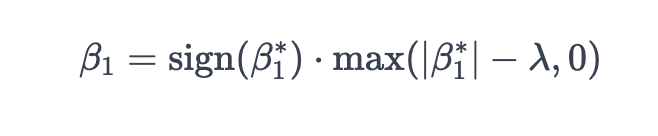 β₁ = sign(β₁*) · max(|β₁*| − λ, 0)